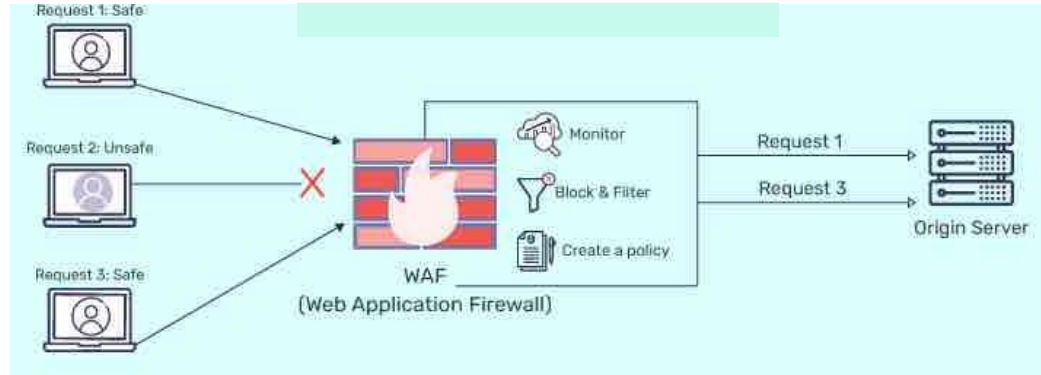 Request 1: Safe
Request 2: Unsafe
Request 3: Safe
WAF
(Web Application Firewall)
Monitor
Block & Filter
Create a policy
Request 1
Request 3
Origin Server